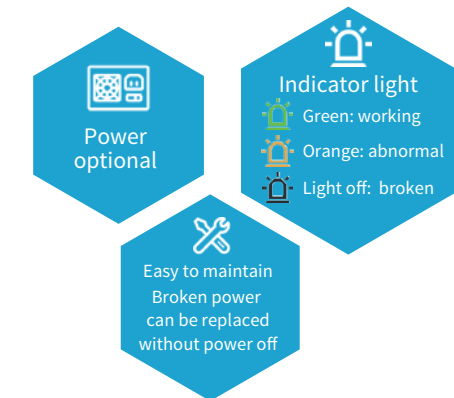 Power
optional
Indicator light
Green: working
Orange: abnormal
Light off: broken
Easy to maintain
Broken power
can be replaced
without power off